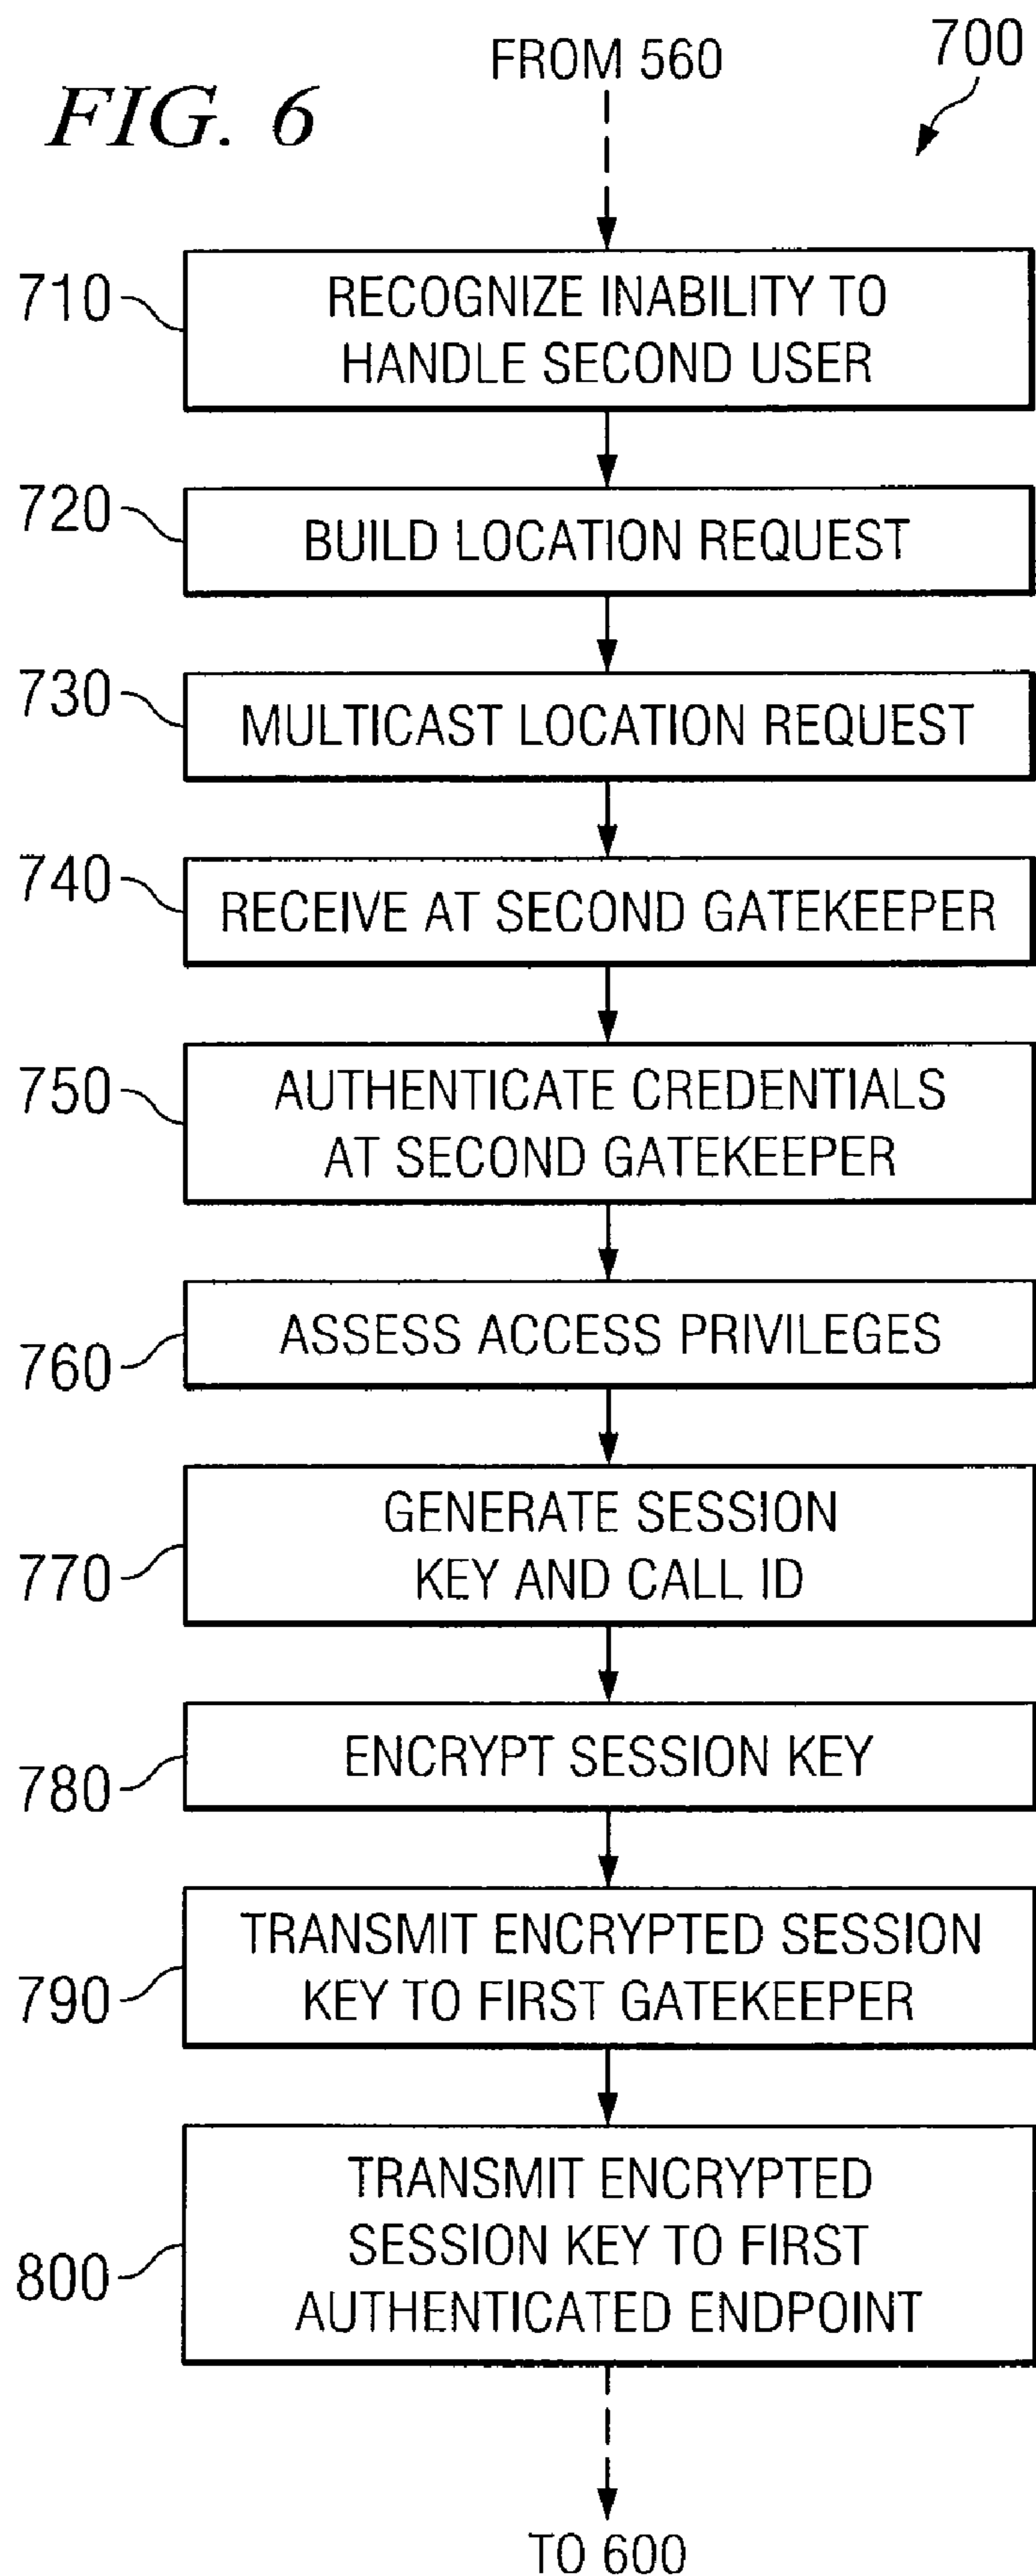 FIG. 6
FROM 560
700
710
RECOGNIZE INABILITY TO
HANDLE SECOND USER
720
BUILD LOCATION REQUEST
730
MULTICAST LOCATION REQUEST
740
RECEIVE AT SECOND GATEKEEPER
750
AUTHENTICATE CREDENTIALS
AT SECOND GATEKEEPER
760
ASSESS ACCESS PRIVILEGES
770
GENERATE SESSION
KEY AND CALL ID
780
ENCRYPT SESSION KEY
790
TRANSMIT ENCRYPTED SESSION
KEY TO FIRST GATEKEEPER
800
TRANSMIT ENCRYPTED
SESSION KEY TO FIRST
AUTHENTICATED ENDPOINT
TO 600